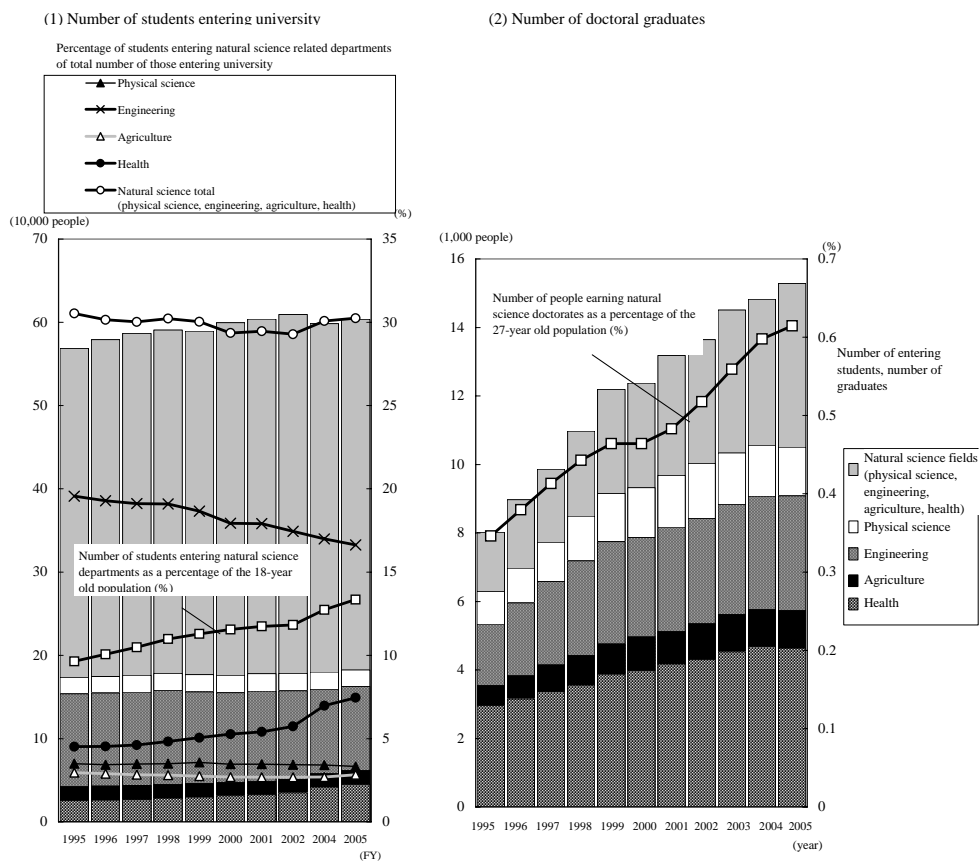 (1) Number of students entering university
(2) Number of doctoral graduates
Percentage of students entering natural science related departments
of total number of those entering university
Physical science
Engineering
Agriculture
Health
Natural science total
(physical science, engineering, agriculture, health)
(10,000 people)
(%)
70
60
50
40
30
20
10
0
35
30
25
20
15
10
5
0
Number of students entering natural science
departments as a percentage of the 18-year
old population (%)
1995 1996 1997 1998 1999 2000 2001 2002 2004 2005
(FY)
(1,000 people)
(%)
16
14
12
10
8
6
4
2
0
0.7
0.6
0.5
0.4
0.3
0.2
0.1
0
Number of people earning natural
science doctorates as a percentage of the
27-year old population (%)
1995 1996 1997 1998 1999 2000 2001 2002 2003 2004 2005
(year)
Number of entering
students, number of
graduates
Natural science fields
(physical science,
engineering,
agriculture, health)
Physical science
Engineering
Agriculture
Health